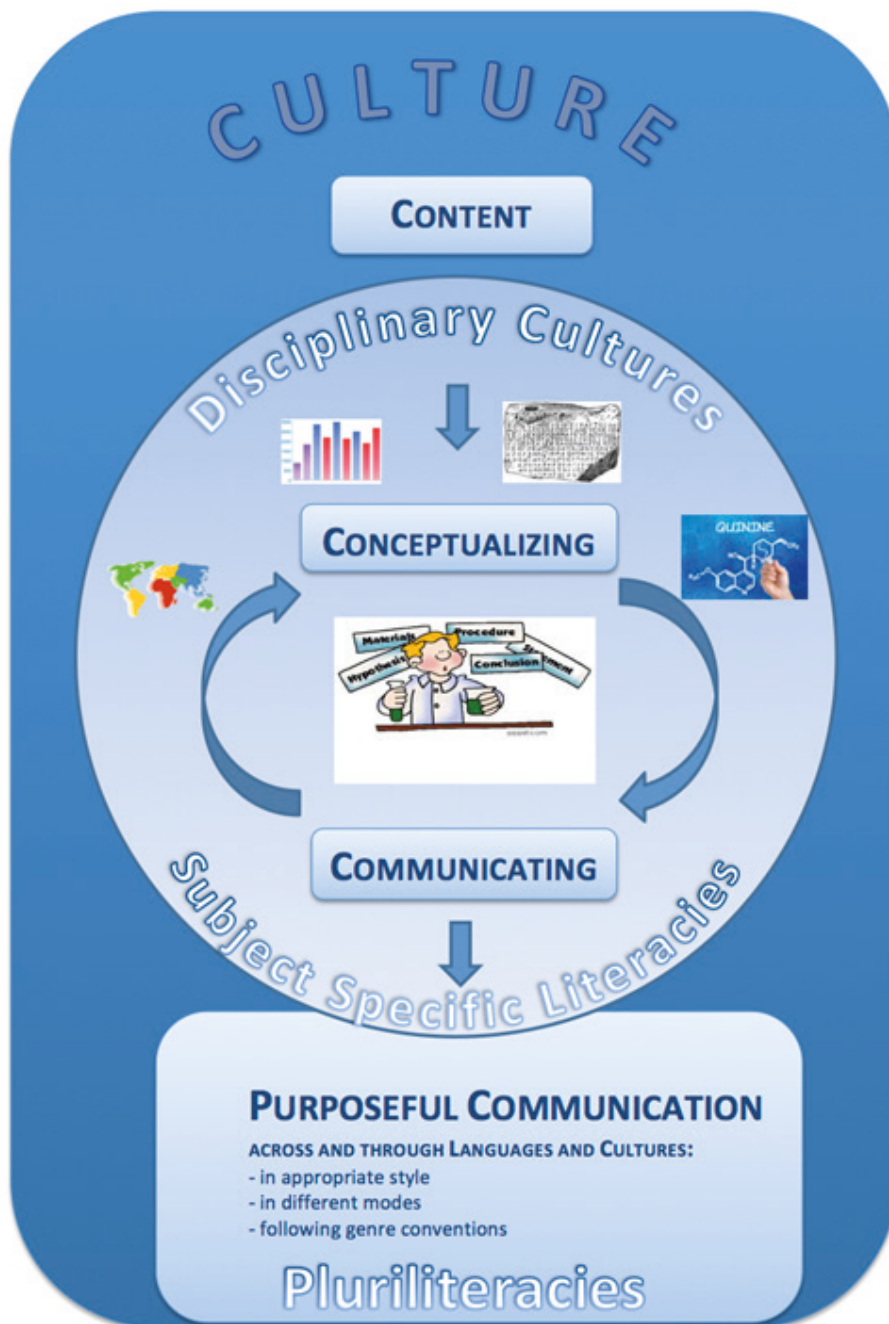 CULTURE
CONTENT
Disciplinary Cultures
CONCEPTUALIZING
QUININE
Materials
Procedure
Hypothesis
Conclusion
COMMUNICATING
Subject Specific Literacies
PURPOSEFUL COMMUNICATION
ACROSS AND THROUGH LANGUAGES AND CULTURES:
- in appropriate style
- in different modes
- following genre conventions
Pluriliteracies